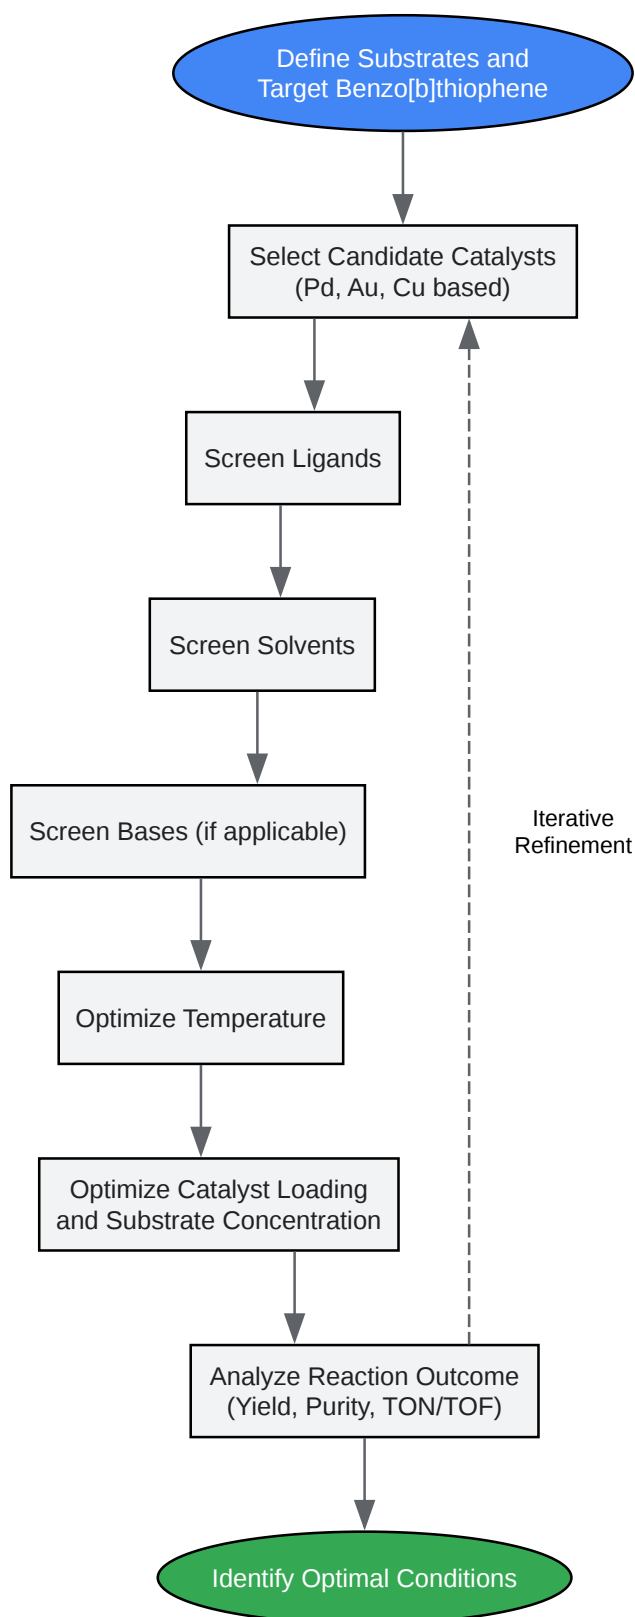 Define Substrates and
Target Benzo[b]thiophene
Select Candidate Catalysts
(Pd, Au, Cu based)
Screen Ligands
Screen Solvents
Screen Bases (if applicable)
Iterative
Refinement
Optimize Temperature
Optimize Catalyst Loading
and Substrate Concentration
Analyze Reaction Outcome
(Yield, Purity, TON/TOF)
Identify Optimal Conditions